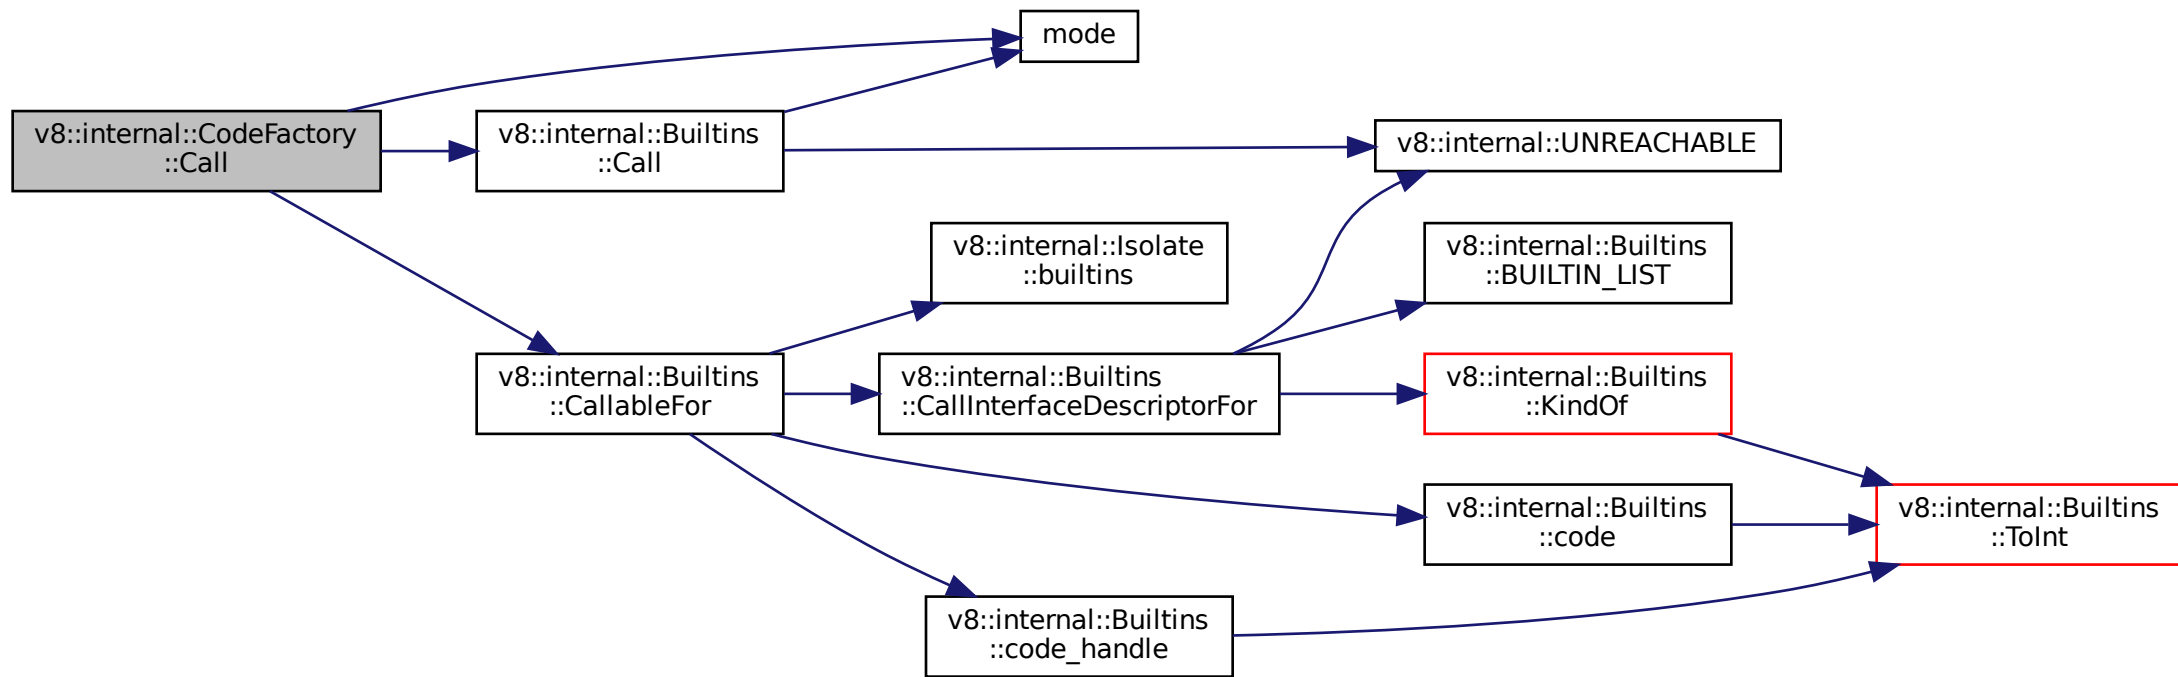 mode
v8::internal::CodeFactory
::Call
v8::internal::Builtins
::Call
v8::internal::UNREACHABLE
v8::internal::Isolate
::builtins
v8::internal::Builtins
::BUILTIN_LIST
v8::internal::Builtins
::CallableFor
v8::internal::Builtins
::CallInterfaceDescriptorFor
v8::internal::Builtins
::KindOf
v8::internal::Builtins
::code
v8::internal::Builtins
::ToInt
v8::internal::Builtins
::code_handle